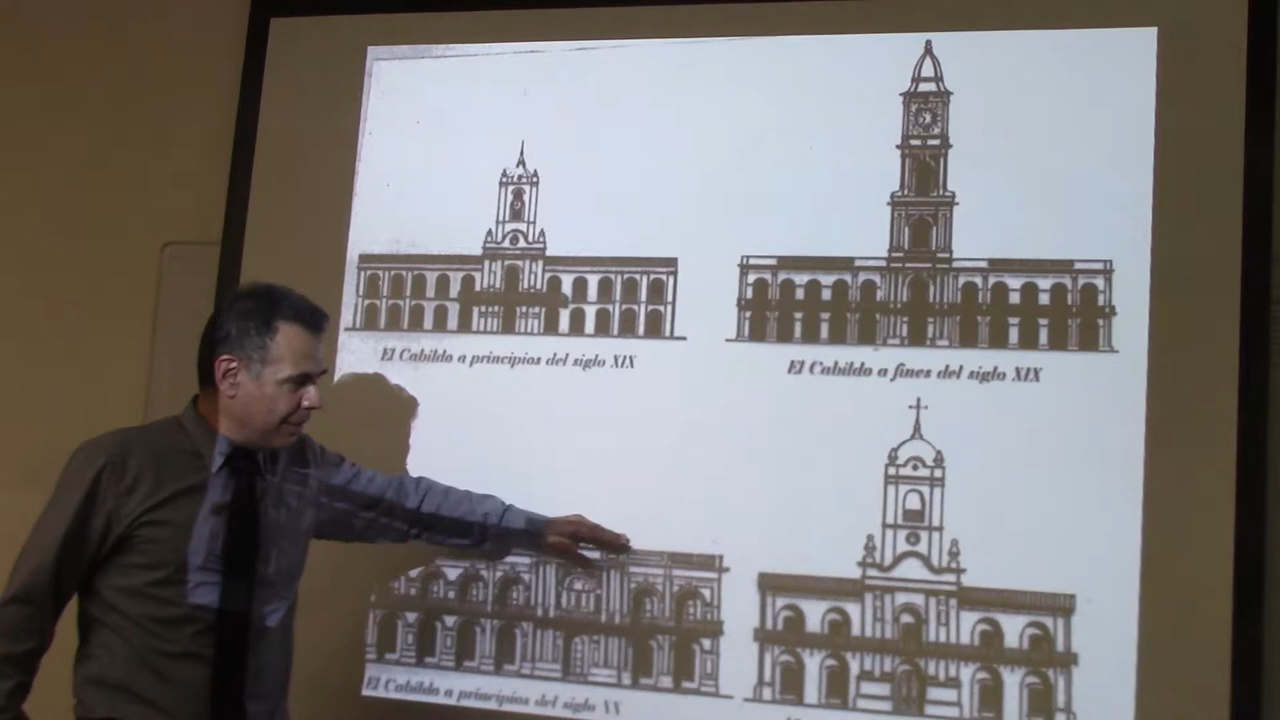 El Cabildo a principios del siglo XIX
El Cabildo a fines del siglo XIX
El Cabildo a principios del siglo XX